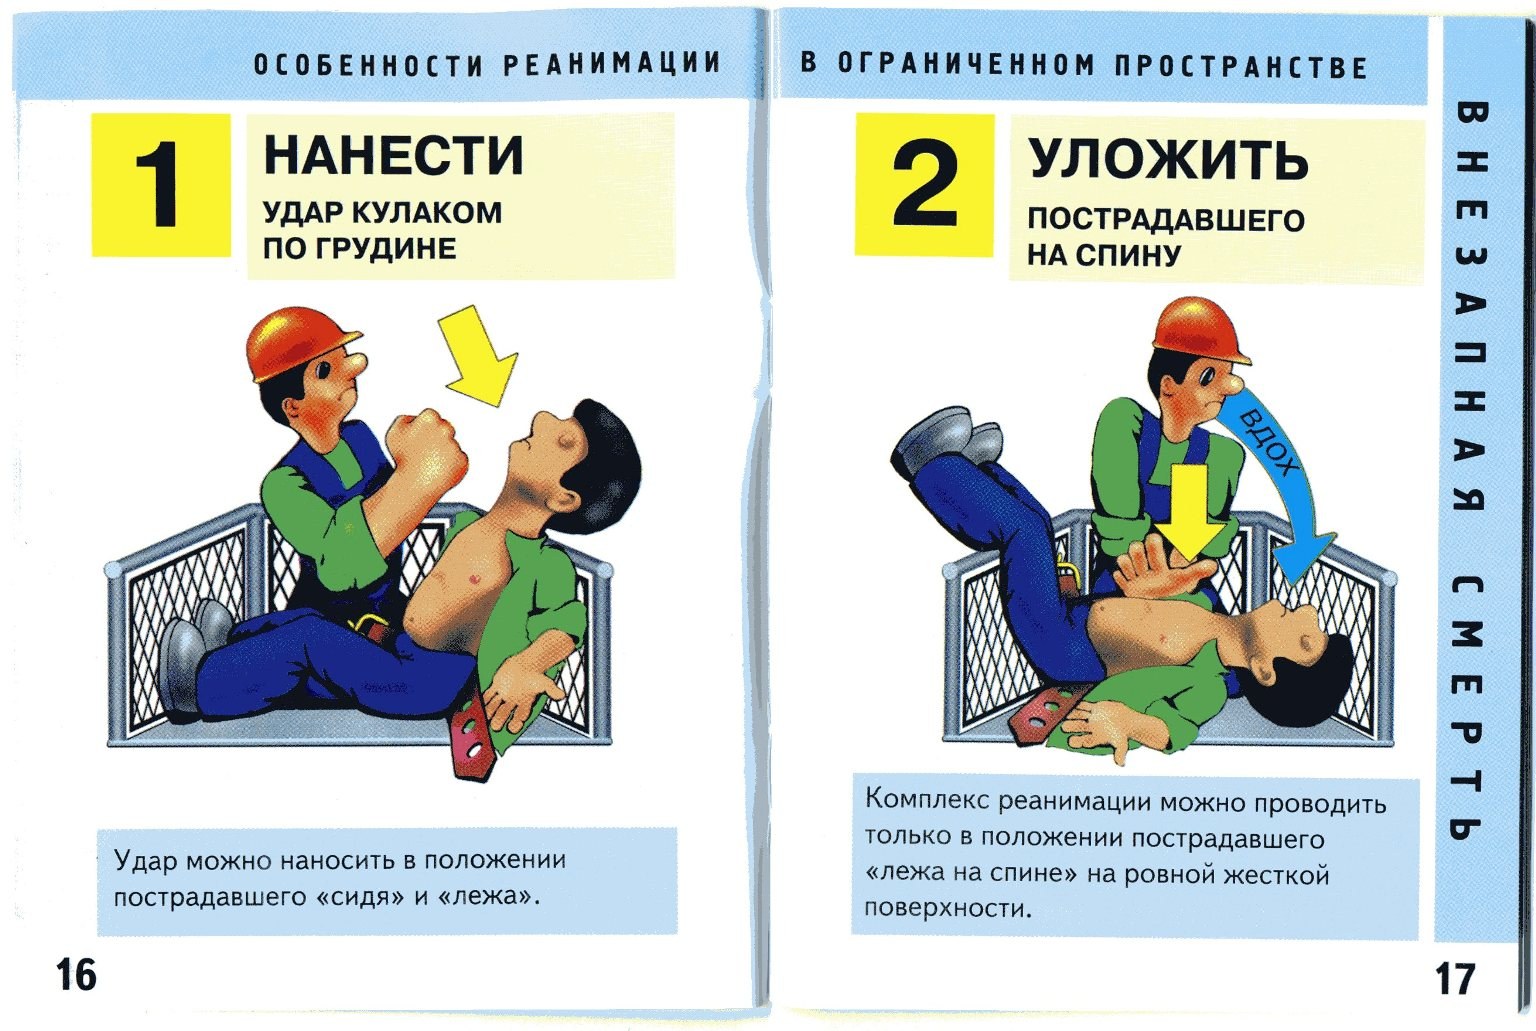 ОСОБЕННОСТИ РЕАНИМАЦИИ
1
НАНЕСТИ
УДАР КУЛАКОМ
ПО ГРУДИНЕ
Удар можно наносить в положении
пострадавшего «сидя» и «лежа».
16
В ОГРАНИЧЕННОМ ПРОСТРАНСТВЕ
2
УЛОЖИТЬ
ПОСТРАДАВШЕГО
НА СПИНУ
ВДОХ
Комплекс реанимации можно проводить
только в положении пострадавшего
«лежа на спине» на ровной жесткой
поверхности.
ВНЕЗАПНАЯ СМЕРТЬ
17